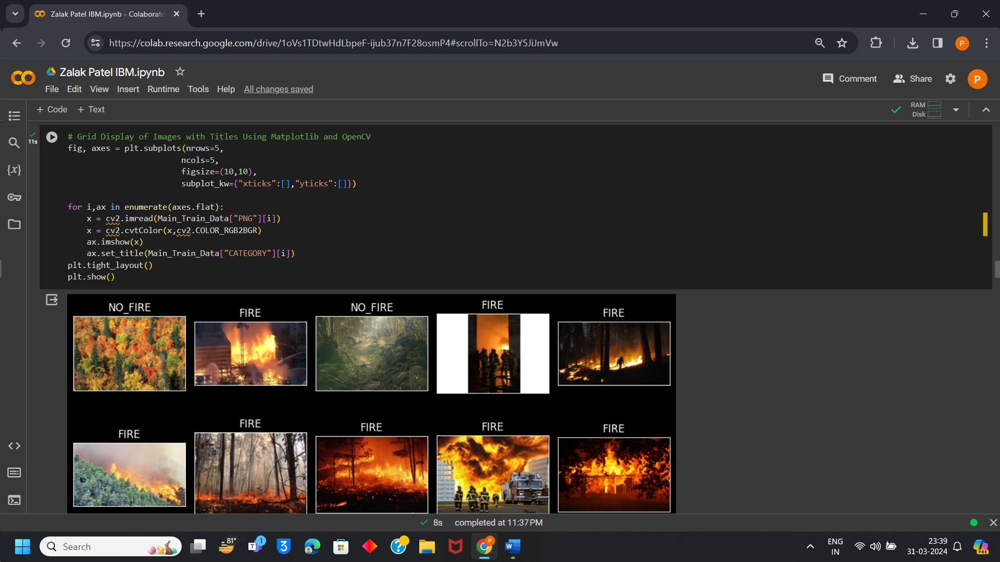 Zalak Patel IBM.ipynb - Colaborato
https://colab.research.google.com/drive/1oVs1TDtwHdLbpeF-ijub37n7F28osmP4#scrollTo=N2b3Y5JiJmVw
P
Zalak Patel IBM.ipynb
Comment
Share
P
File Edit View Insert Runtime Tools Help All changes saved
+ Code + Text
RAM
Disk
11s
# Grid Display of Images with Titles Using Matplotlib and OpenCV
fig, axes = plt.subplots(nrows=5,
ncols=5,
figsize=(10,10),
subplot_kw={"xticks":[],"yticks":[]})
for i,ax in enumerate(axes.flat):
x = cv2.imread(Main_Train_Data["PNG"][i])
x = cv2.cvtColor(x,cv2.COLOR_RGB2BGR)
ax.imshow(x)
ax.set_title(Main_Train_Data["CATEGORY"][i])
plt.tight_layout()
plt.show()
{x}
NO_FIRE FIRE NO_FIRE FIRE FIRE
FIRE FIRE FIRE FIRE FIRE
8s completed at 11:37 PM
Search
81°
1
P
ENG
IN
23:39
31-03-2024
PRE